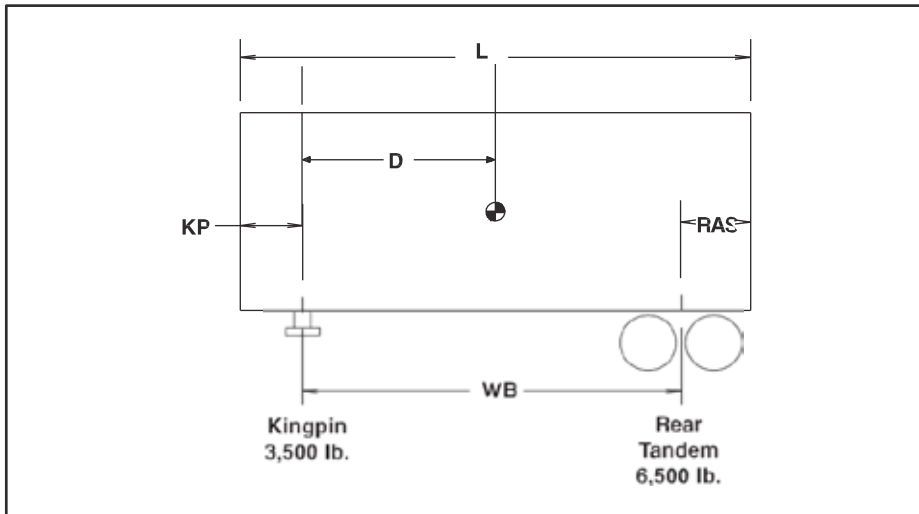 L
D
KP
RAS
WB
Kingpin
3,500 lb.
Rear
Tandem
6,500 lb.